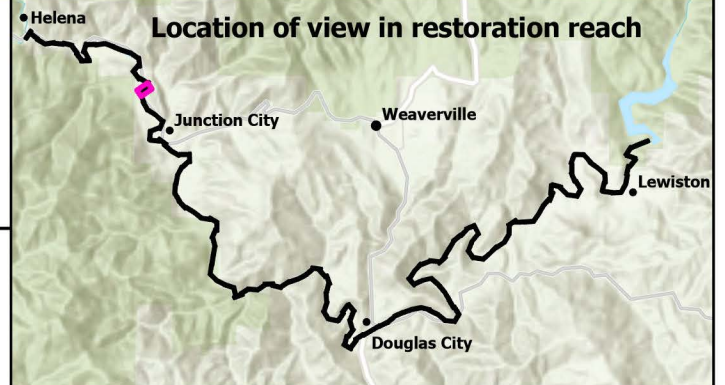 Helena
Location of view in restoration reach
Junction City
Weaverville
Lewiston
Douglas City